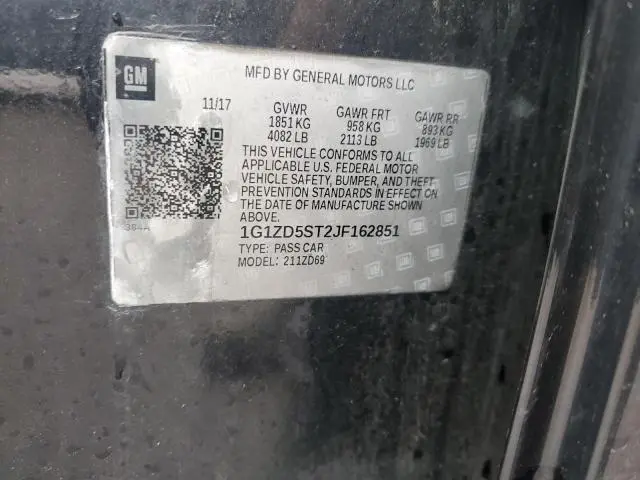 GM
MFD BY GENERAL MOTORS LLC
11/17 GVWR GAWR FRT GAWR RR
1851 KG 958 KG 893 KG
4082 LB 2113 LB 1969 LB
THIS VEHICLE CONFORMS TO ALL
APPLICABLE U.S. FEDERAL MOTOR
VEHICLE SAFETY, BUMPER, AND THEFT
PREVENTION STANDARDS IN EFFECT ON
THE DATE OF MANUFACTURE SHOWN
ABOVE.
384A
1G1ZD5ST2JF162851
TYPE: PASS CAR
MODEL: 211ZD69